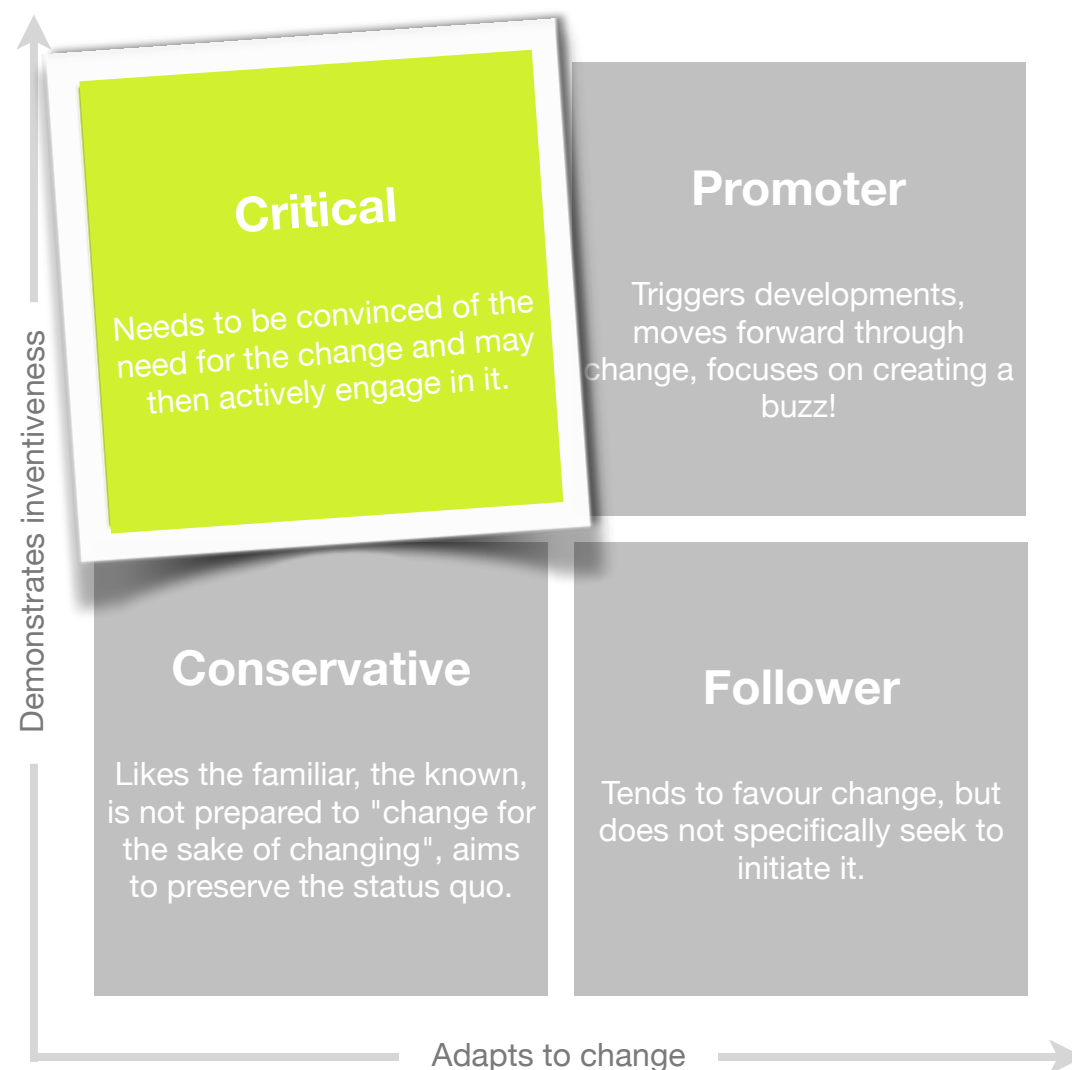 Critical
Needs to be convinced of the
need for the change and may
then actively engage in it.
Promoter
Triggers developments,
moves forward through
change, focuses on creating a
buzz!
Demonstrates inventiveness
Conservative
Likes the familiar, the known,
is not prepared to "change for
the sake of changing", aims
to preserve the status quo.
Follower
Tends to favour change, but
does not specifically seek to
initiate it.
Adapts to change